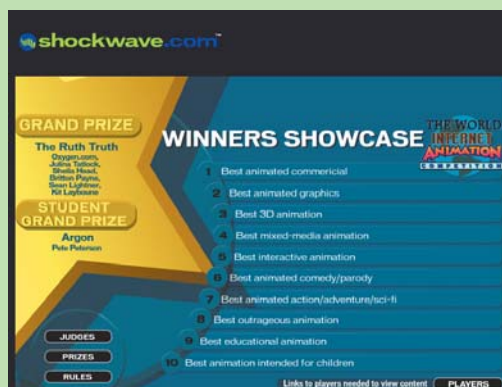 shockwave.com™
GRAND PRIZE
The Ruth Truth
Oxygen.com,
Julina Tatlock,
Sheila Head,
Britton Payne,
Sean Lightner,
Kit Laybourne
STUDENT
GRAND PRIZE
Argon
Pete Peterson
JUDGES
PRIZES
RULES
WINNERS SHOWCASE
THE WORLD
INTERNET
ANIMATION
COMPETITION
1 Best animated commericial
2 Best animated graphics
3 Best 3D animation
4 Best mixed-media animation
5 Best interactive animation
6 Best animated comedy/parody
7 Best animated action/adventure/sci-fi
8 Best outrageous animation
9 Best educational animation
10 Best animation intended for children
Links to players needed to view content PLAYERS